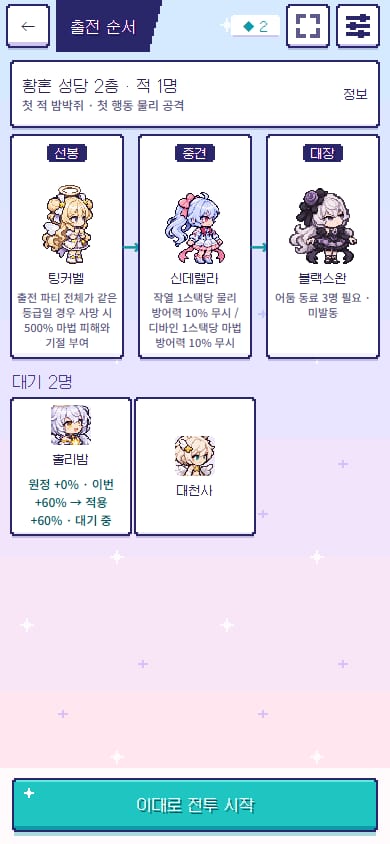 ← 출전 순서 2
황혼 성당 2층 · 적 1명
첫 적 밤박쥐 · 첫 행동 물리 공격
정보
선봉
팅커벨
출전 파티 전체가 같은
등급일 경우 사망 시
500% 마법 피해와
기절 부여
중견
신데렐라
작열 1스택당 물리
방어력 10% 무시 /
디바인 1스택당 마법
방어력 10% 무시
대장
블랙스완
어둠 동료 3명 필요 ·
미발동
대기 2명
홀리밤
원정 +0% · 이번
+60% → 적용
+60% · 대기 중
대천사
이대로 전투 시작